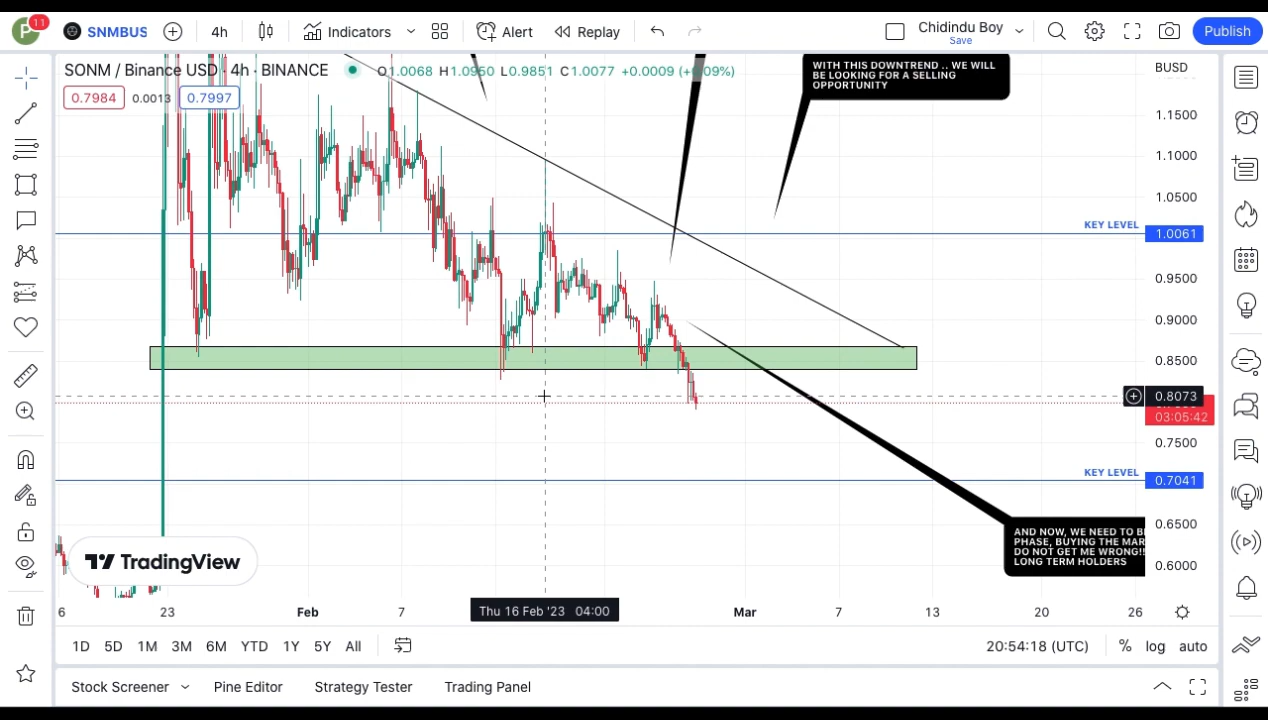 P 11 SNMBUS 4h Indicators Alert Replay Chidindu Boy Save Publish
SONM / Binance USD · 4h · BINANCE O1.0068 H1.0950 L0.9851 C1.0077 +0.0009 (+0.09%)
0.7984 0.0013 0.7997
WITH THIS DOWNTREND .. WE WILL
BE LOOKING FOR A SELLING
OPPORTUNITY
BUSD
1.1500
1.1000
1.0500
KEY LEVEL 1.0061
0.9500
0.9000
0.8500
0.8073
03:05:42
0.7500
KEY LEVEL 0.7041
0.6500
0.6000
AND NOW, WE NEED TO
PHASE, BUYING THE MAR
DO NOT GET ME WRONG!!
LONG TERM HOLDERS
TradingView
6 23 Feb 7 Thu 16 Feb '23 04:00 Mar 7 13 20 26
1D 5D 1M 3M 6M YTD 1Y 5Y All 20:54:18 (UTC) % log auto
Stock Screener Pine Editor Strategy Tester Trading Panel